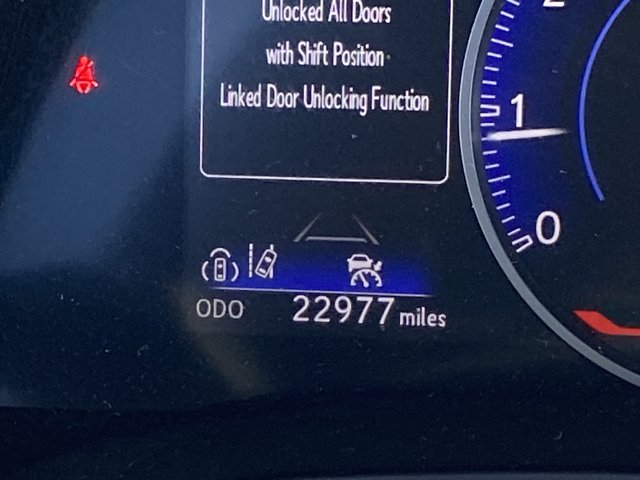 Unlocked All Doors
with Shift Position
Linked Door Unlocking Function
2
1
0
ODO 22977 miles